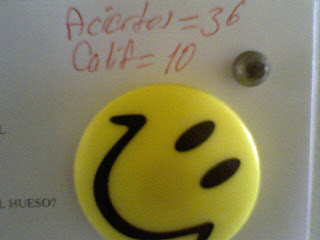 Aciertos = 36
Calif = 10
L
L HUESO?